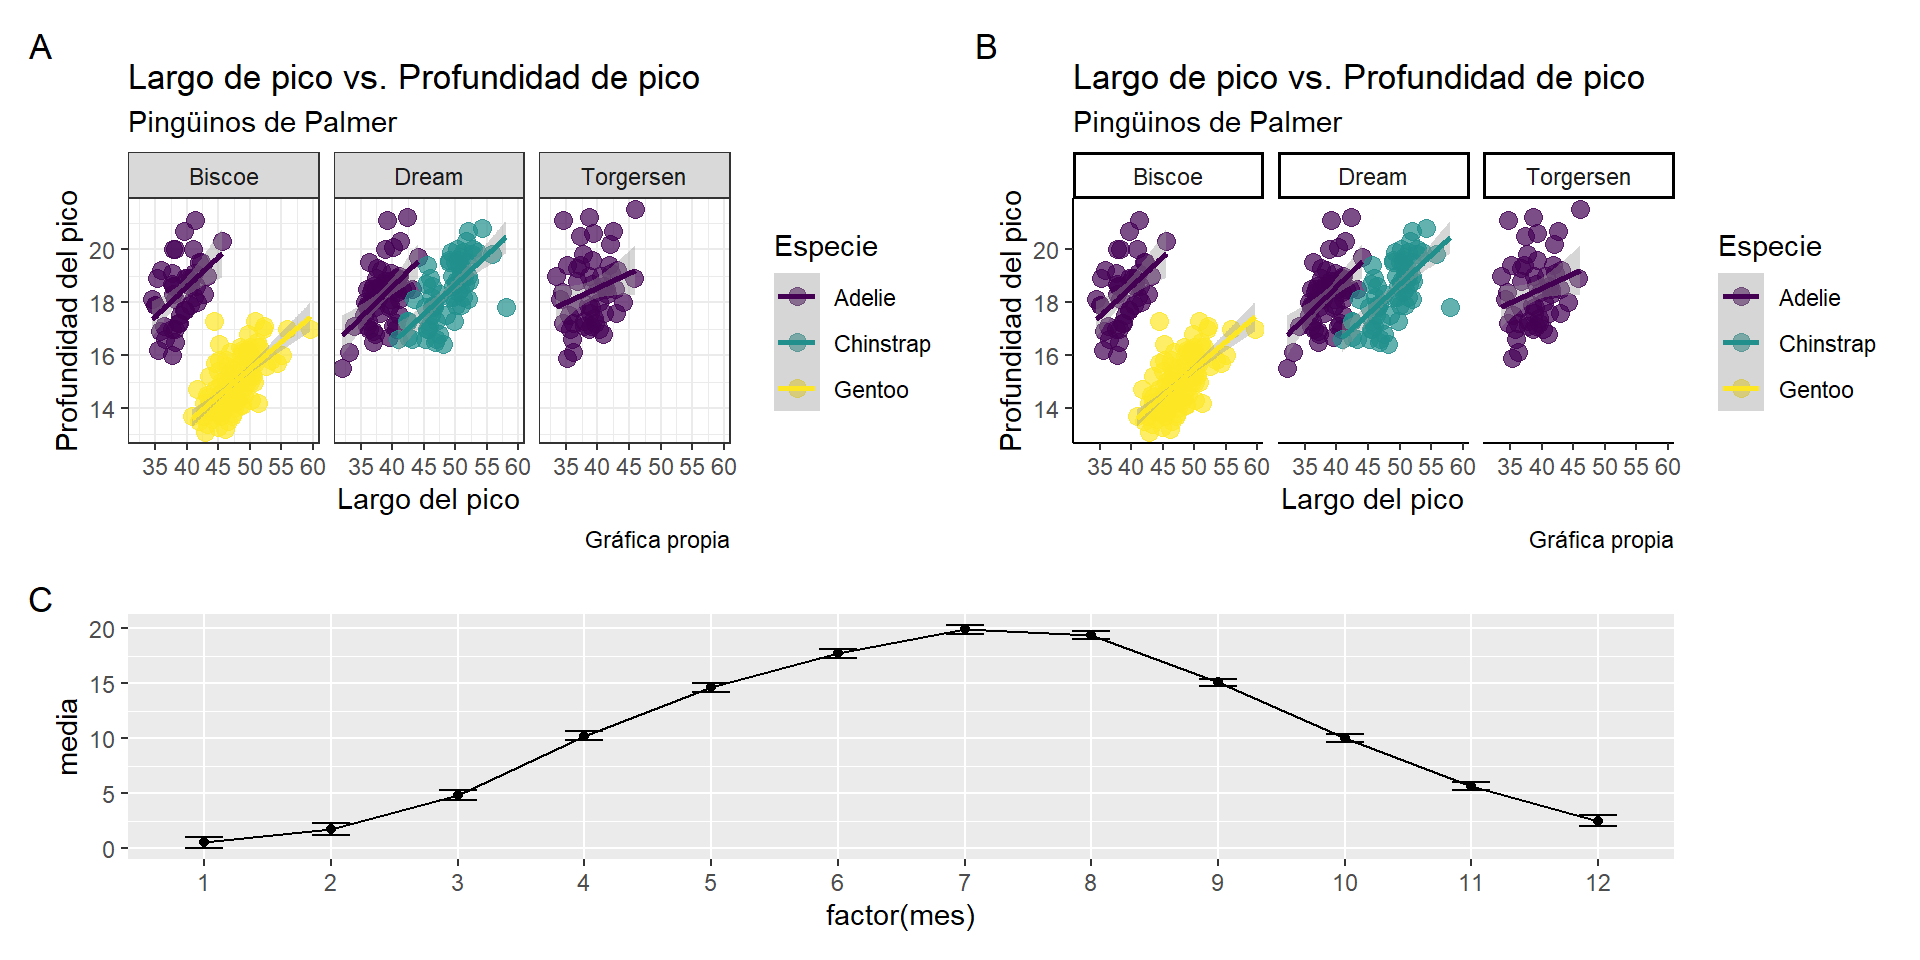 A
Largo de pico vs. Profundidad de pico
Pingüinos de Palmer
Biscoe Dream Torgersen
Profundidad del pico
20
18
16
14
35 40 45 50 55 60 35 40 45 50 55 60 35 40 45 50 55 60
Largo del pico
Gráfica propia
Especie
Adelie
Chinstrap
Gentoo
B
Largo de pico vs. Profundidad de pico
Pingüinos de Palmer
Biscoe Dream Torgersen
Profundidad del pico
20
18
16
14
35 40 45 50 55 60 35 40 45 50 55 60 35 40 45 50 55 60
Largo del pico
Gráfica propia
Especie
Adelie
Chinstrap
Gentoo
C
media
20
15
10
5
0
1 2 3 4 5 6 7 8 9 10 11 12
factor(mes)